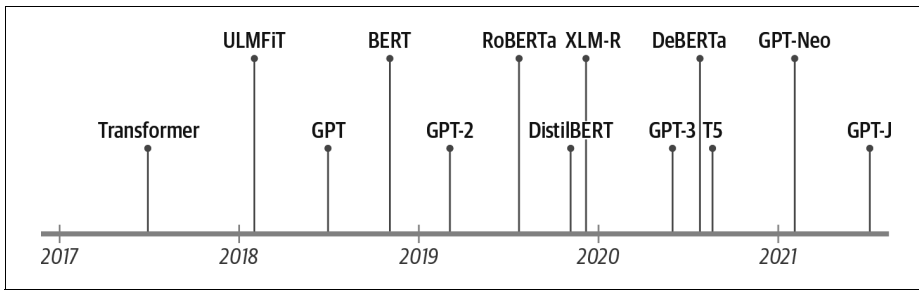 ULMFiT BERT RoBERTa XLM-R DeBERTa GPT-Neo
Transformer GPT GPT-2 DistilBERT GPT-3 T5 GPT-J
2017 2018 2019 2020 2021